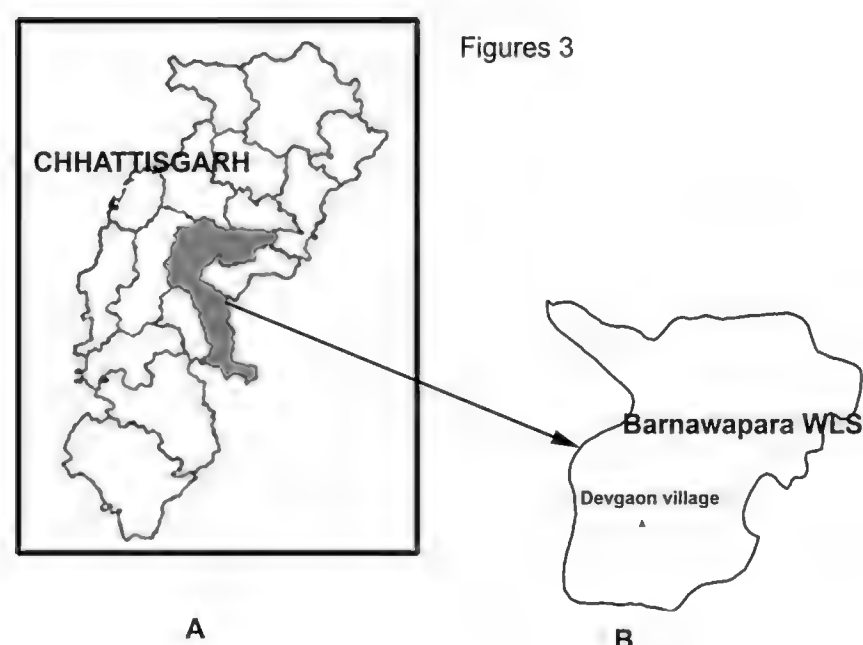 Figures 3
CHHATTISGARH
Barnawapara WLS
Devgaon village
A
B